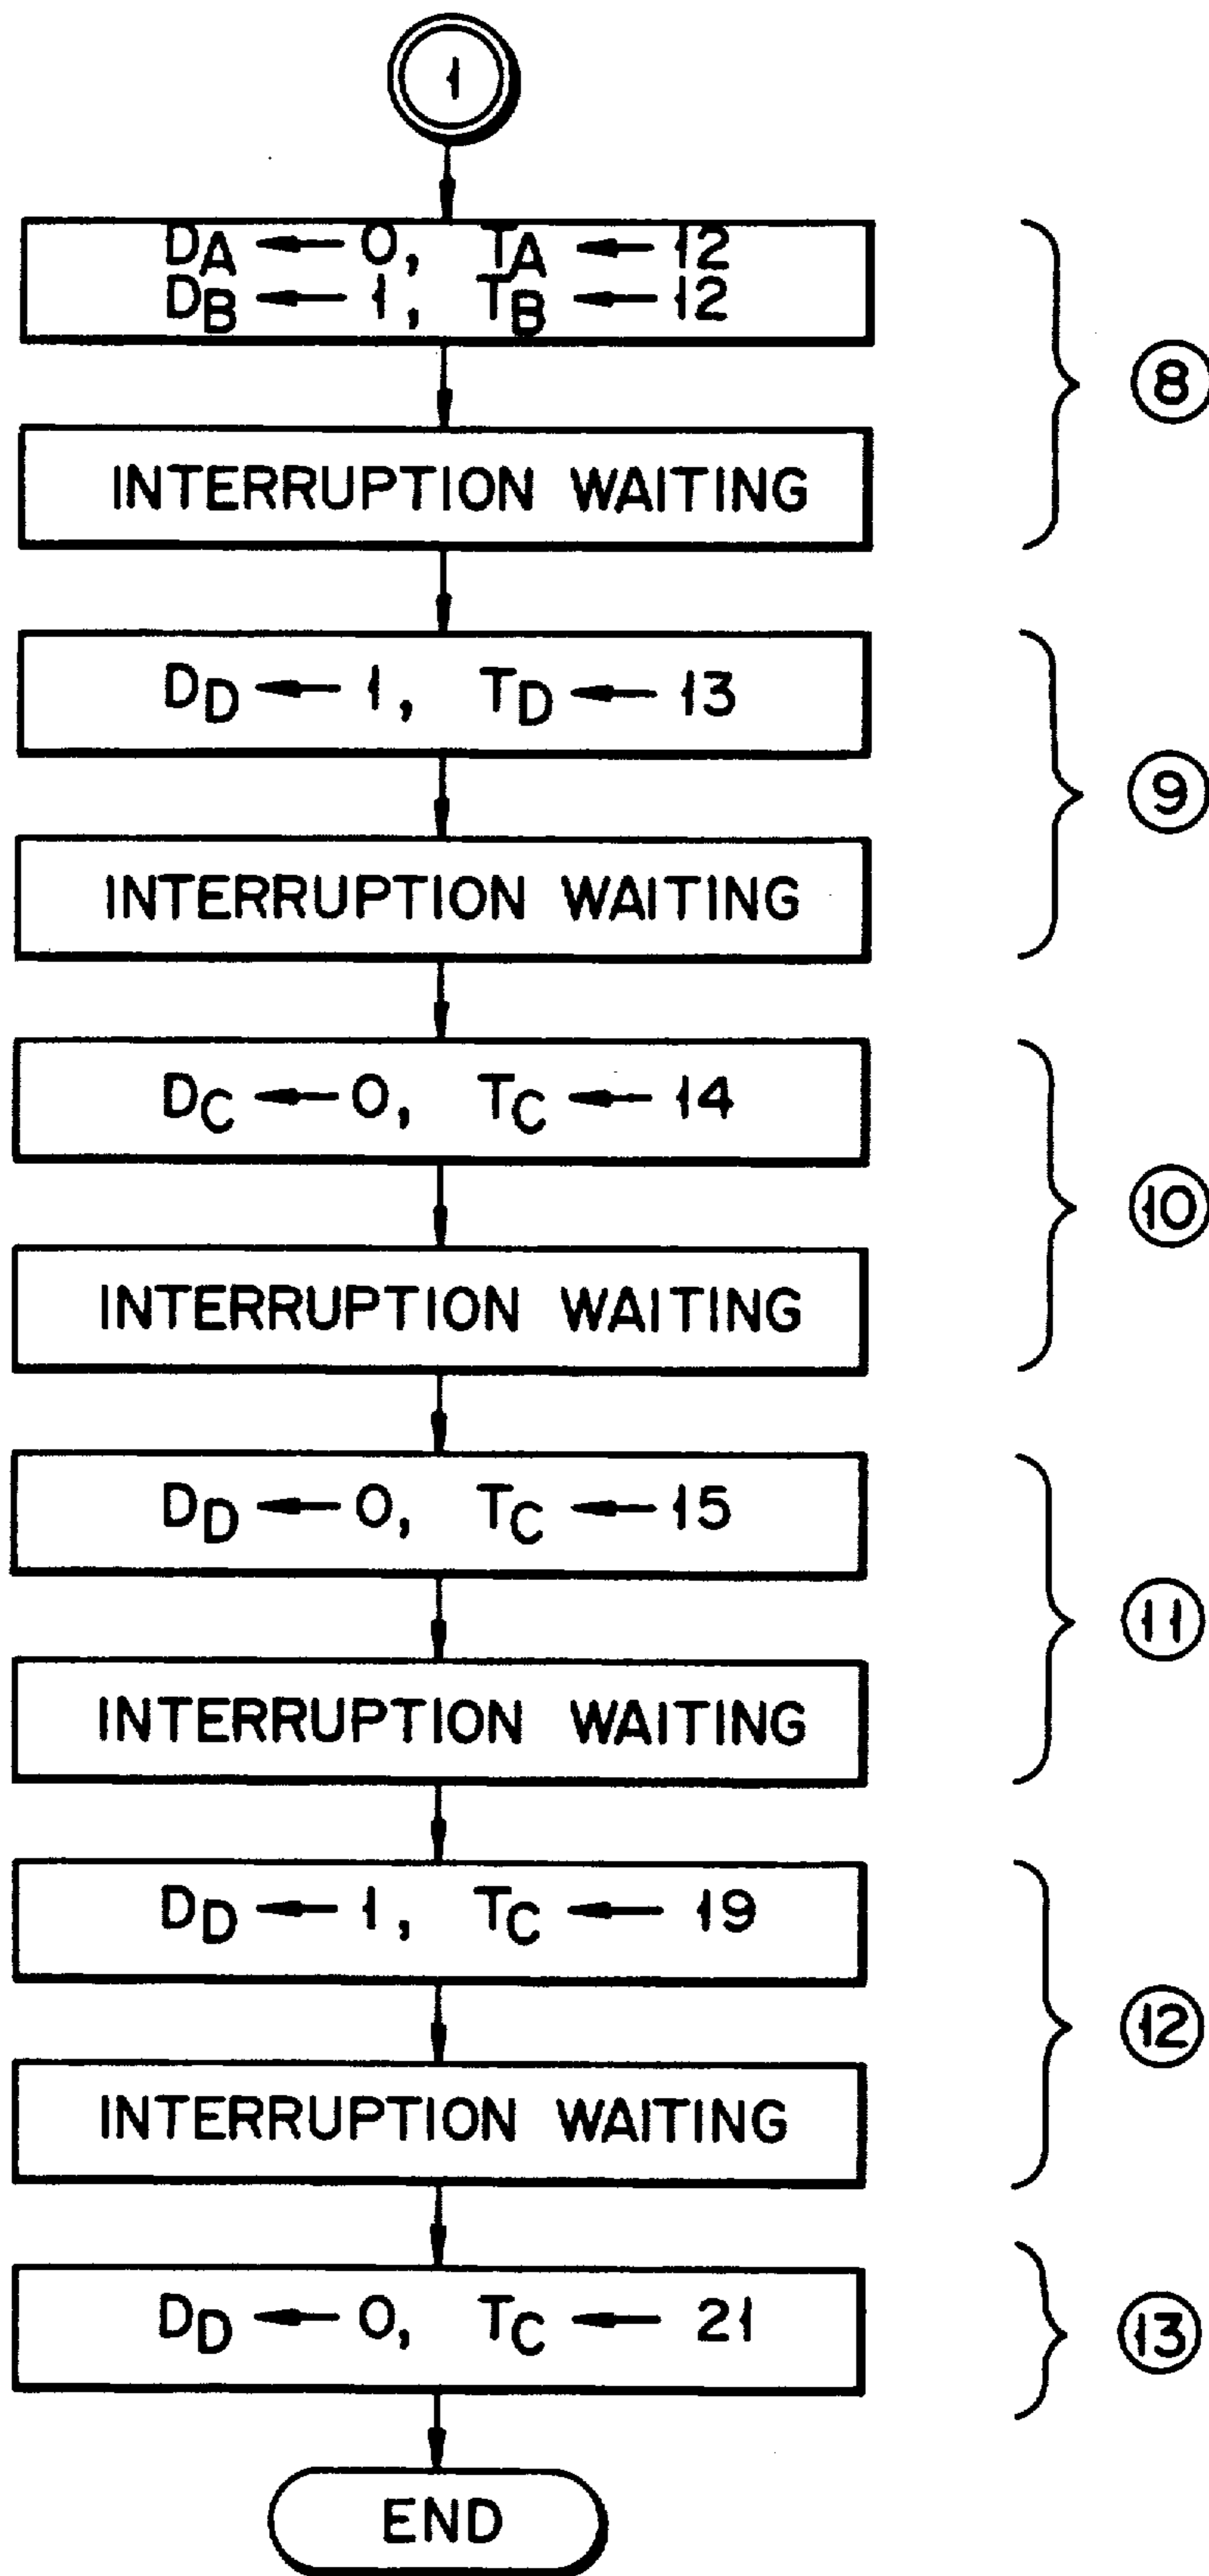 1
DA ← 0, TA ← 12
DB ← 1, TB ← 12
8
INTERRUPTION WAITING
DD ← 1, TD ← 13
9
INTERRUPTION WAITING
DC ← 0, TC ← 14
10
INTERRUPTION WAITING
DD ← 0, TC ← 15
11
INTERRUPTION WAITING
DD ← 1, TC ← 19
12
INTERRUPTION WAITING
DD ← 0, TC ← 21
13
END